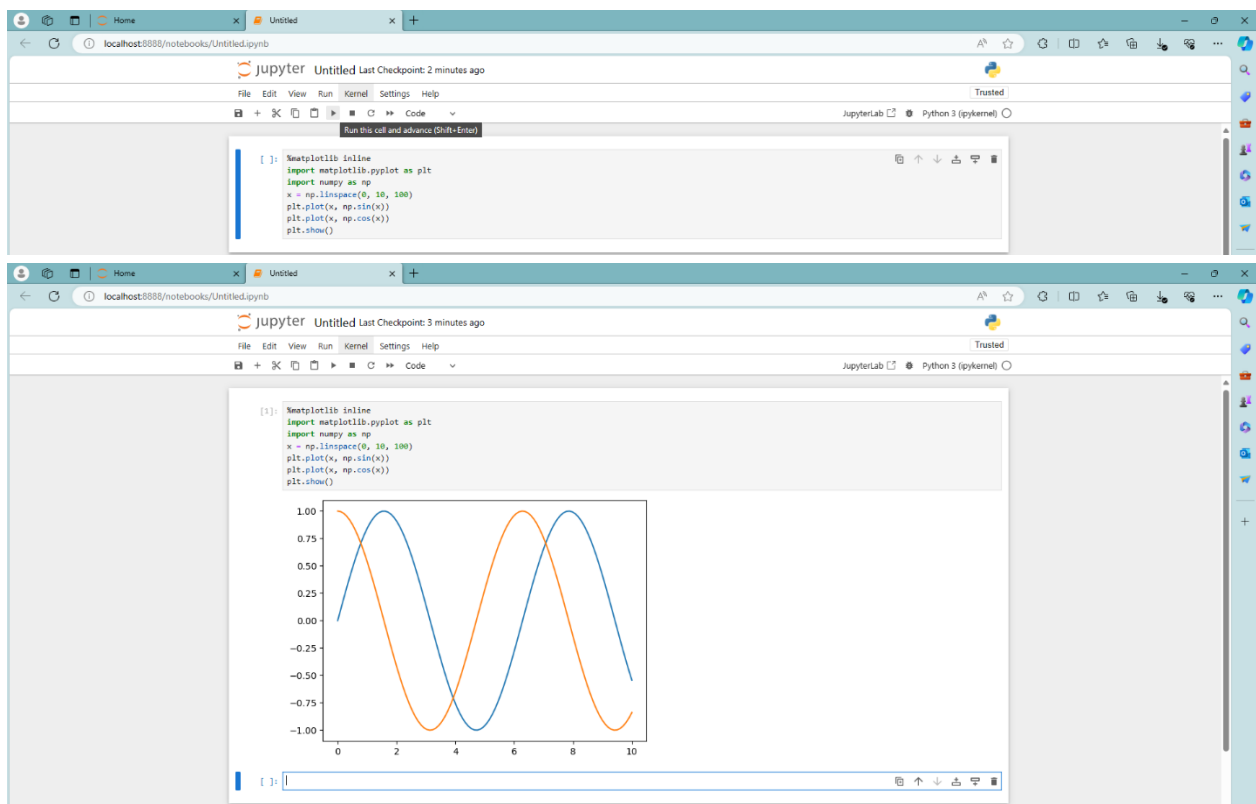 Home
Untitled
localhost:8888/notebooks/Untitled.ipynb
jupyter Untitled Last Checkpoint: 2 minutes ago
File Edit View Run Kernel Settings Help
Trusted
Code
JupyterLab
Python 3 (ipykernel)
Run this cell and advance (Shift+Enter)
[ ]: %matplotlib inline
import matplotlib.pyplot as plt
import numpy as np
x = np.linspace(0, 10, 100)
plt.plot(x, np.sin(x))
plt.plot(x, np.cos(x))
plt.show()
Home
Untitled
localhost:8888/notebooks/Untitled.ipynb
jupyter Untitled Last Checkpoint: 3 minutes ago
File Edit View Run Kernel Settings Help
Trusted
Code
JupyterLab
Python 3 (ipykernel)
[1]: %matplotlib inline
import matplotlib.pyplot as plt
import numpy as np
x = np.linspace(0, 10, 100)
plt.plot(x, np.sin(x))
plt.plot(x, np.cos(x))
plt.show()
1.00
0.75
0.50
0.25
0.00
−0.25
−0.50
−0.75
−1.00
0 2 4 6 8 10
[ ]: